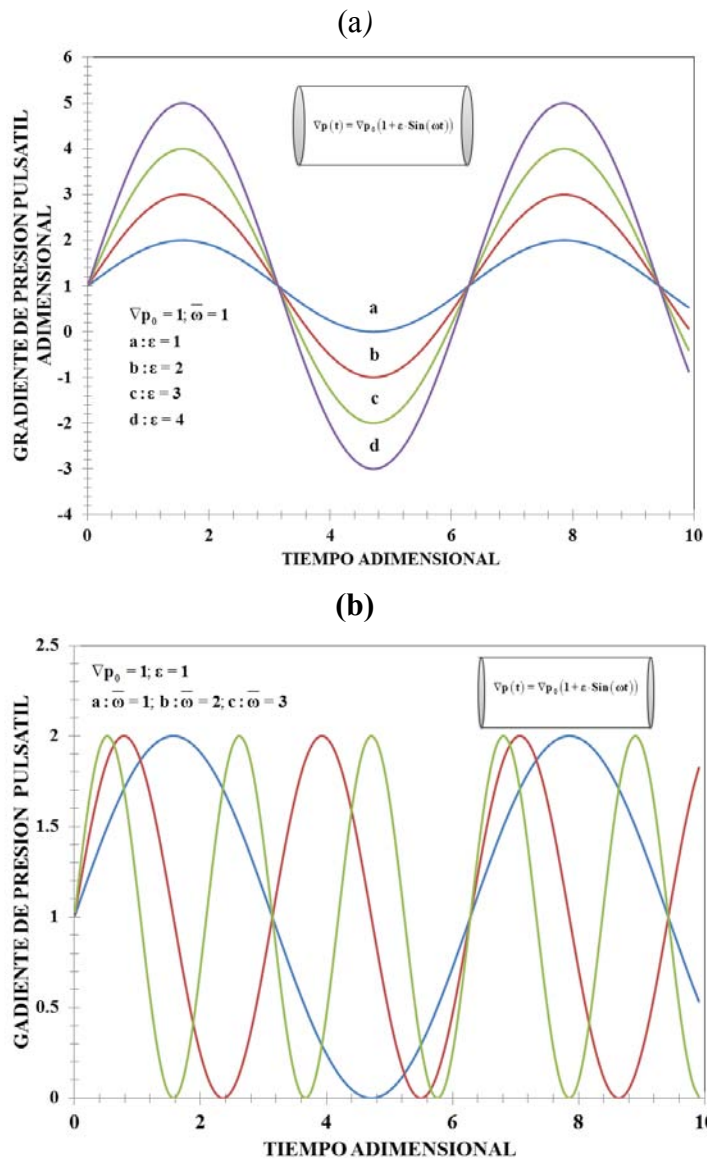 (a)
GRADIENTE DE PRESION PULSATIL
ADIMENSIONAL
6
5
4
3
2
1
0
-1
-2
-3
-4
∇p(t) = ∇p₀(1+ε·Sin(ωt))
∇p₀ = 1; ω̅ = 1
a : ε = 1
b : ε = 2
c : ε = 3
d : ε = 4
a
b
c
d
0 2 4 6 8 10
TIEMPO ADIMENSIONAL
(b)
GADIENTE DE PRESION PULSATIL
2.5
2
1.5
1
0.5
0
∇p₀ = 1; ε = 1
a : ω̅ = 1; b : ω̅ = 2; c : ω̅ = 3
∇p(t) = ∇p₀(1+ε·Sin(ωt))
0 2 4 6 8 10
TIEMPO ADIMENSIONAL